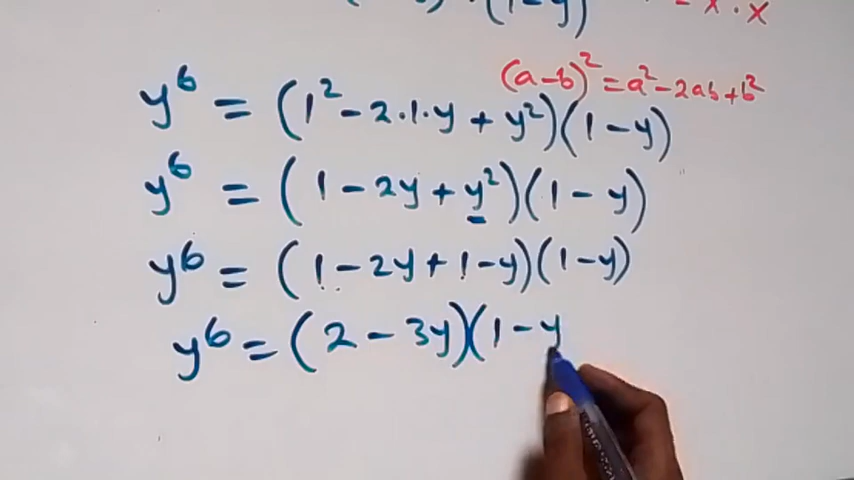 (1-y)
- x · x
(a-b)² = a² - 2ab + b²
y⁶ = (1² - 2·1·y + y²)(1 - y)
y⁶ = (1 - 2y + y²)(1 - y)
y⁶ = (1 - 2y + 1 - y)(1 - y)
y⁶ = (2 - 3y)(1 - y